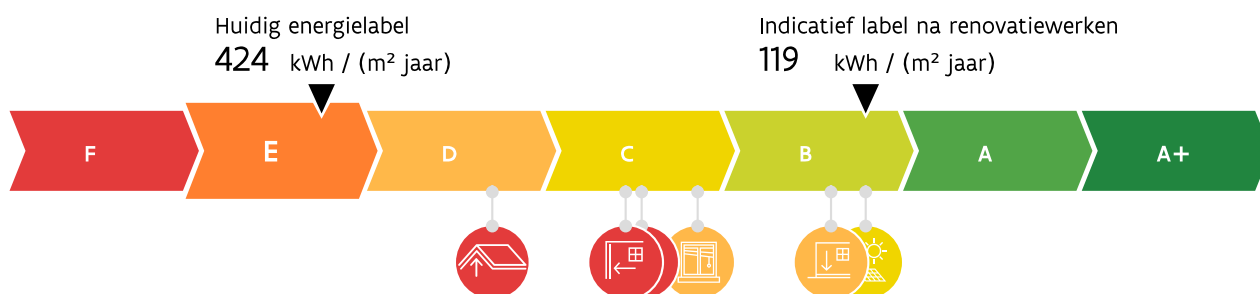 Huidig energielabel
424 kWh / (m² jaar)
Indicatief label na renovatiewerken
119 kWh / (m² jaar)
F E D C B A A+